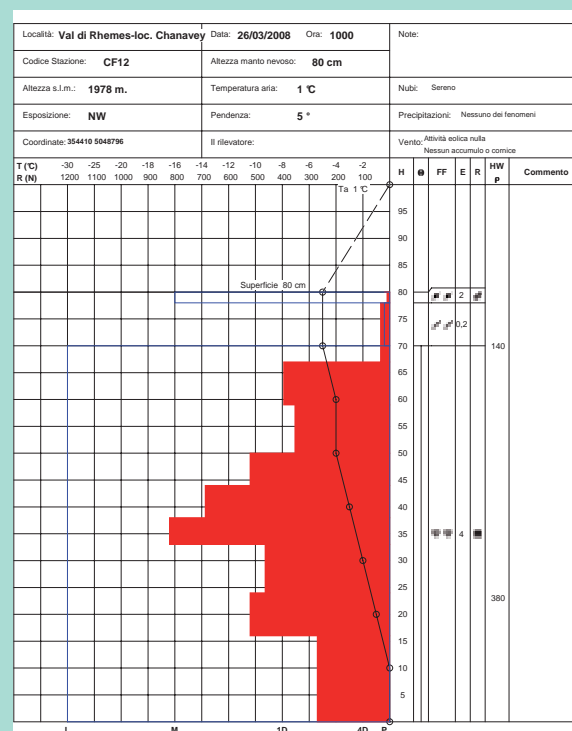 Località: Val di Rhemes-loc. Chanavey Data: 26/03/2008 Ora: 1000 Note:
Codice Stazione: CF12 Altezza manto nevoso: 80 cm
Altezza s.l.m.: 1978 m. Temperatura aria: 1 °C Nubi: Sereno
Esposizione: NW Pendenza: 5 ° Precipitazioni: Nessuno dei fenomeni
Coordinate: 354410 5048796 Il rilevatore: Vento: Attività eolica nulla
Nessun accumulo o cornice
T (°C) -30 -25 -20 -18 -16 -14 -12 -10 -8 -6 -4 -2 H θ FF E R HW Commento
R (N) 1200 1100 1000 900 800 700 600 500 400 300 200 100 ρ
Ta 1 °C
95
90
85
Superficie 80 cm 80 2
75 0,2
70 140
65
60
55
50
45
40
35 4
30
25
380
20
15
10
5
I M 1D 4D P